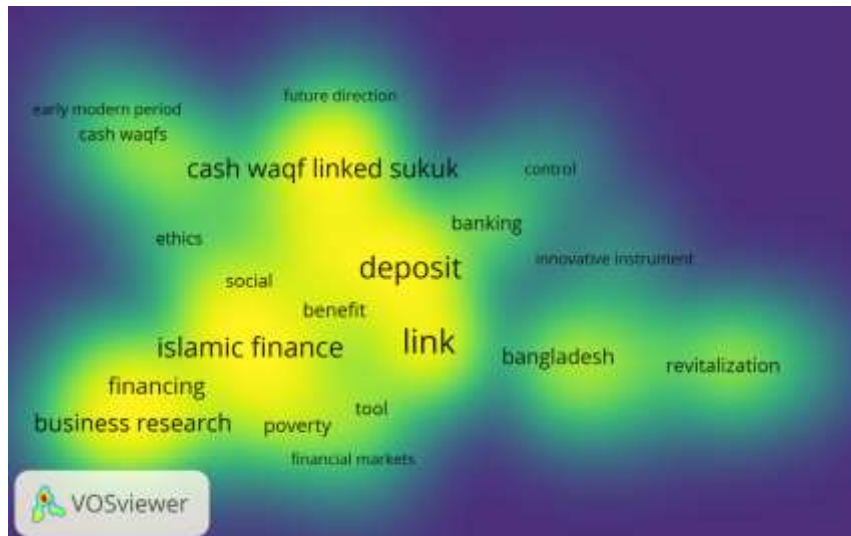 future direction
early modern period
cash waqfs
cash waqf linked sukuk
control
banking
ethics
innovative instrument
deposit
social
benefit
link
islamic finance
bangladesh
revitalization
financing
tool
business research
poverty
financial markets
VOSviewer